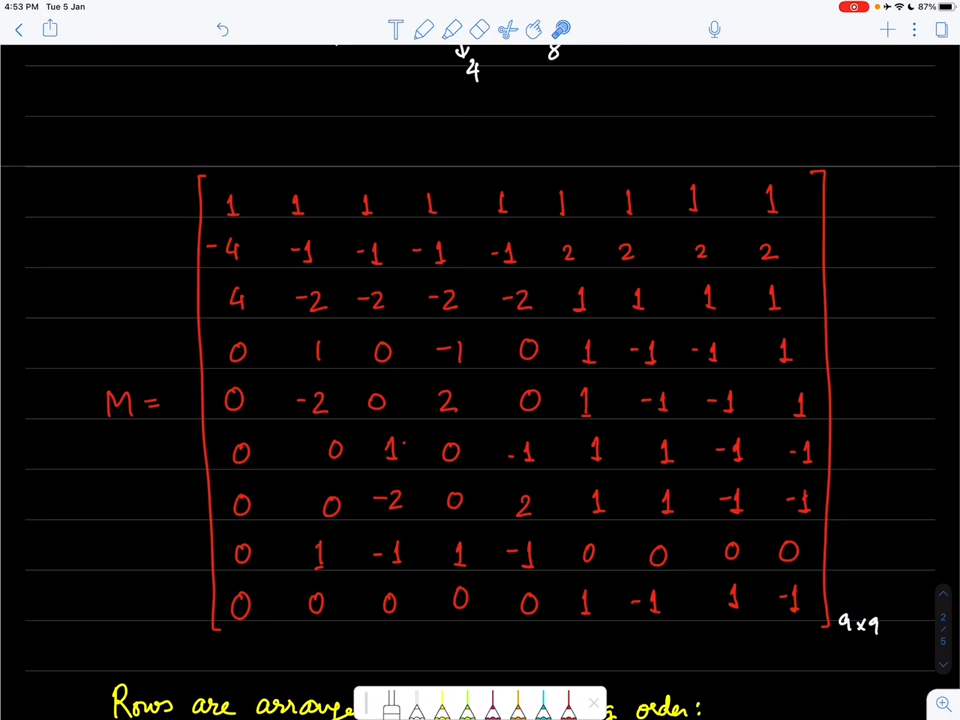 4:53 PM Tue 5 Jan
87%
T
4 8
1 1 1 1 1 1 1 1 1
-4 -1 -1 -1 -1 2 2 2 2
4 -2 -2 -2 -2 1 1 1 1
0 1 0 -1 0 1 -1 -1 1
M = 0 -2 0 2 0 1 -1 -1 1
0 0 1 0 -1 1 1 -1 -1
0 0 -2 0 2 1 1 -1 -1
0 1 -1 1 -1 0 0 0 0
0 0 0 0 0 1 -1 1 -1
9x9
2
/
5
Rows are order: